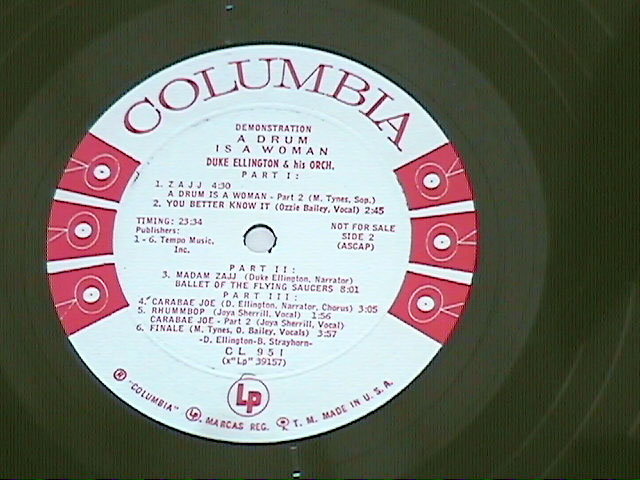 COLUMBIA
DEMONSTRATION
A DRUM
IS A WOMAN
DUKE ELLINGTON & his ORCH.
PART I:
1. ZAJJ 4:30
A DRUM IS A WOMAN - Part 2 (M. Tynes, Sop.)
2. YOU BETTER KNOW IT (Ozzie Bailey, Vocal) 2:45
TIMING: 23:34
Publishers:
1 - 6. Tempo Music,
Inc.
NOT FOR SALE
SIDE 2
(ASCAP)
PART II:
3. MADAM ZAJJ (Duke Ellington, Narrator)
BALLET OF THE FLYING SAUCERS 8:01
PART III:
4. CARABAE JOE (D. Ellington, Narrator, Chorus) 3:05
5. RHUMMBOP (Joya Sherrill, Vocal) 1:56
CARABAE JOE - Part 2 (Joya Sherrill, Vocal)
6. FINALE (M. Tynes, O. Bailey, Vocals) 3:57
-D. Ellington-B. Strayhorn-
CL 951
(x"Lp" 39157)
Lp
® "COLUMBIA" Lp MARCAS REG. T. M. MADE IN U. S. A.